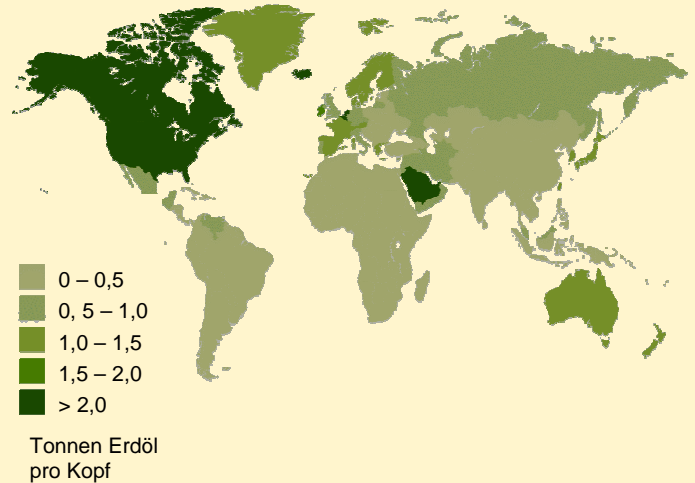 0 – 0,5
0, 5 – 1,0
1,0 – 1,5
1,5 – 2,0
> 2,0
Tonnen Erdöl
pro Kopf